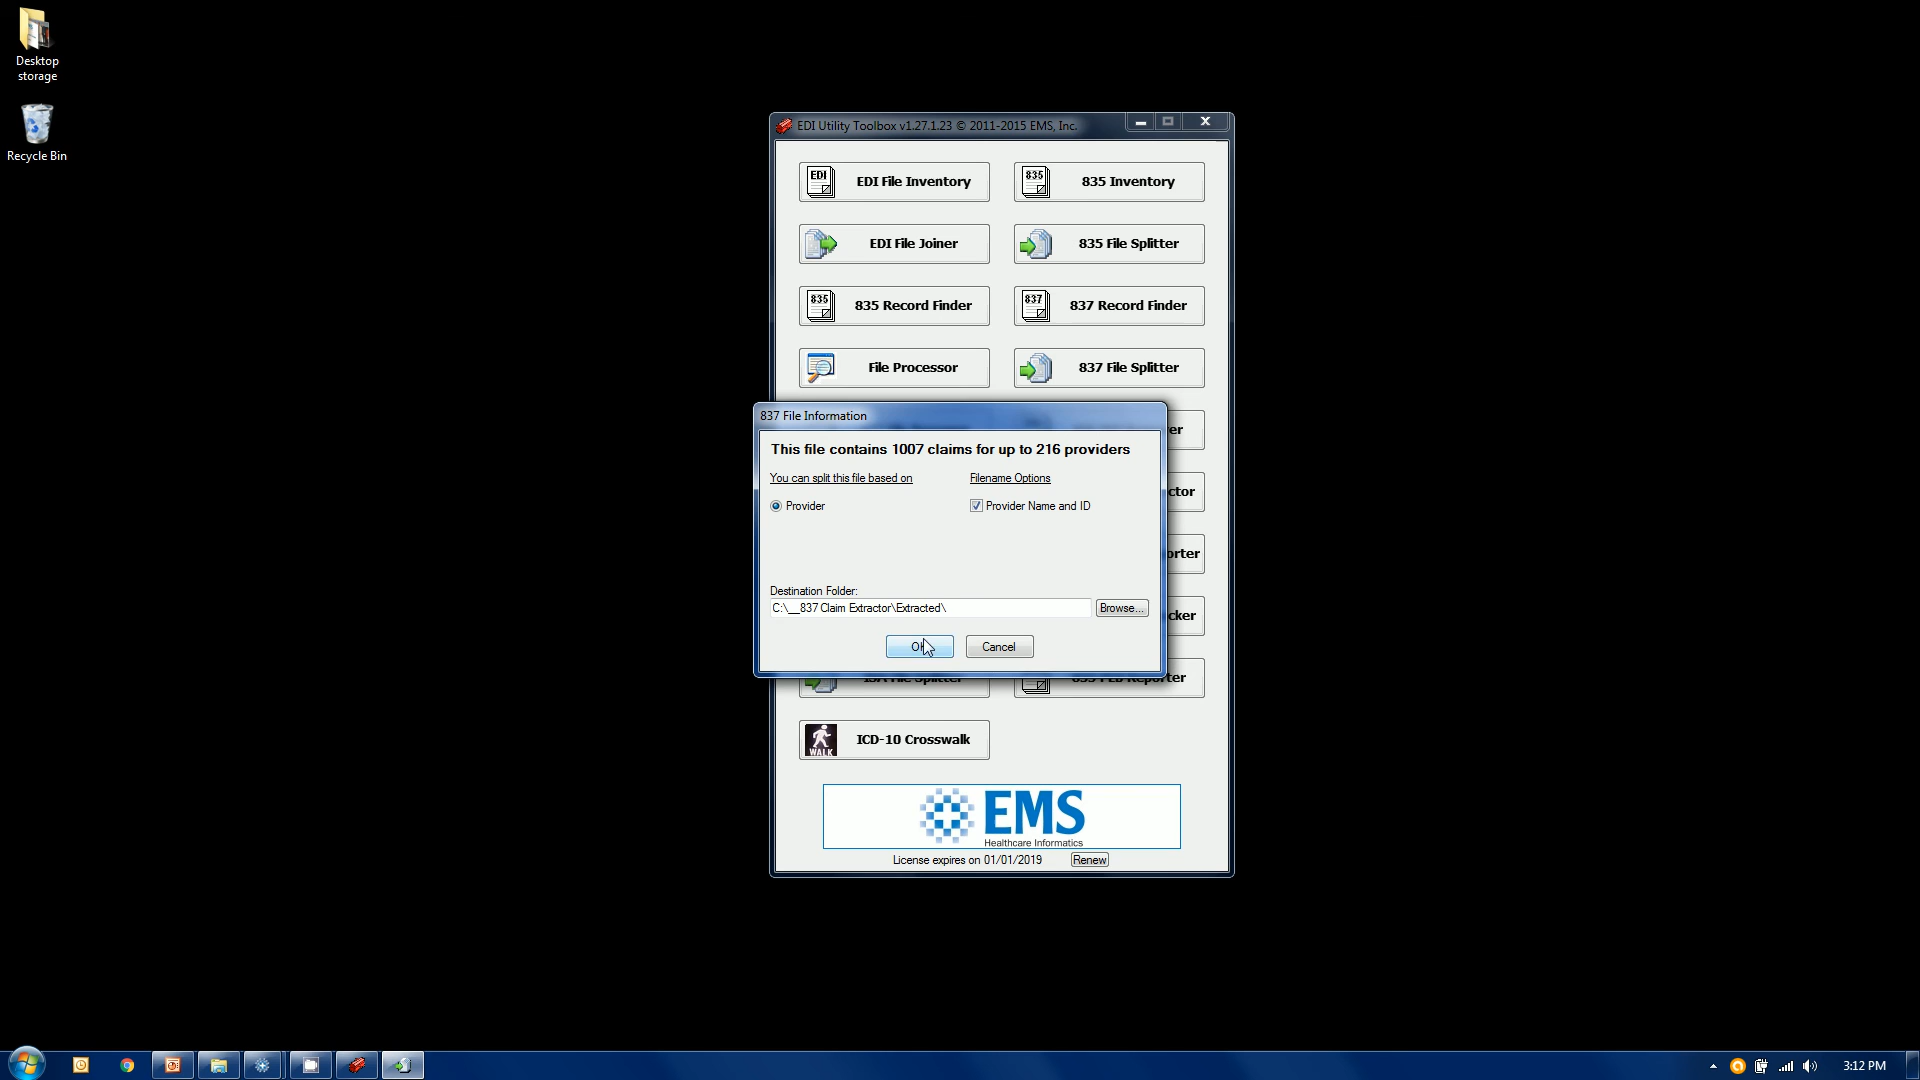 Desktop
storage
Recycle Bin
EDI Utility Toolbox v1.27.1.23 © 2011-2015 EMS, Inc.
EDI
EDI File Inventory
835
835 Inventory
EDI File Joiner
835 File Splitter
835
835 Record Finder
837
837 Record Finder
File Processor
837 File Splitter
er
ctor
orter
cker
837 File Information
This file contains 1007 claims for up to 216 providers
You can split this file based on
Filename Options
Provider
Provider Name and ID
Destination Folder:
C:\__837 Claim Extractor\Extracted\
Browse...
OK
Cancel
File Splitter
Reporter
WALK
ICD-10 Crosswalk
EMS
Healthcare Informatics
License expires on 01/01/2019
Renew
3:12 PM